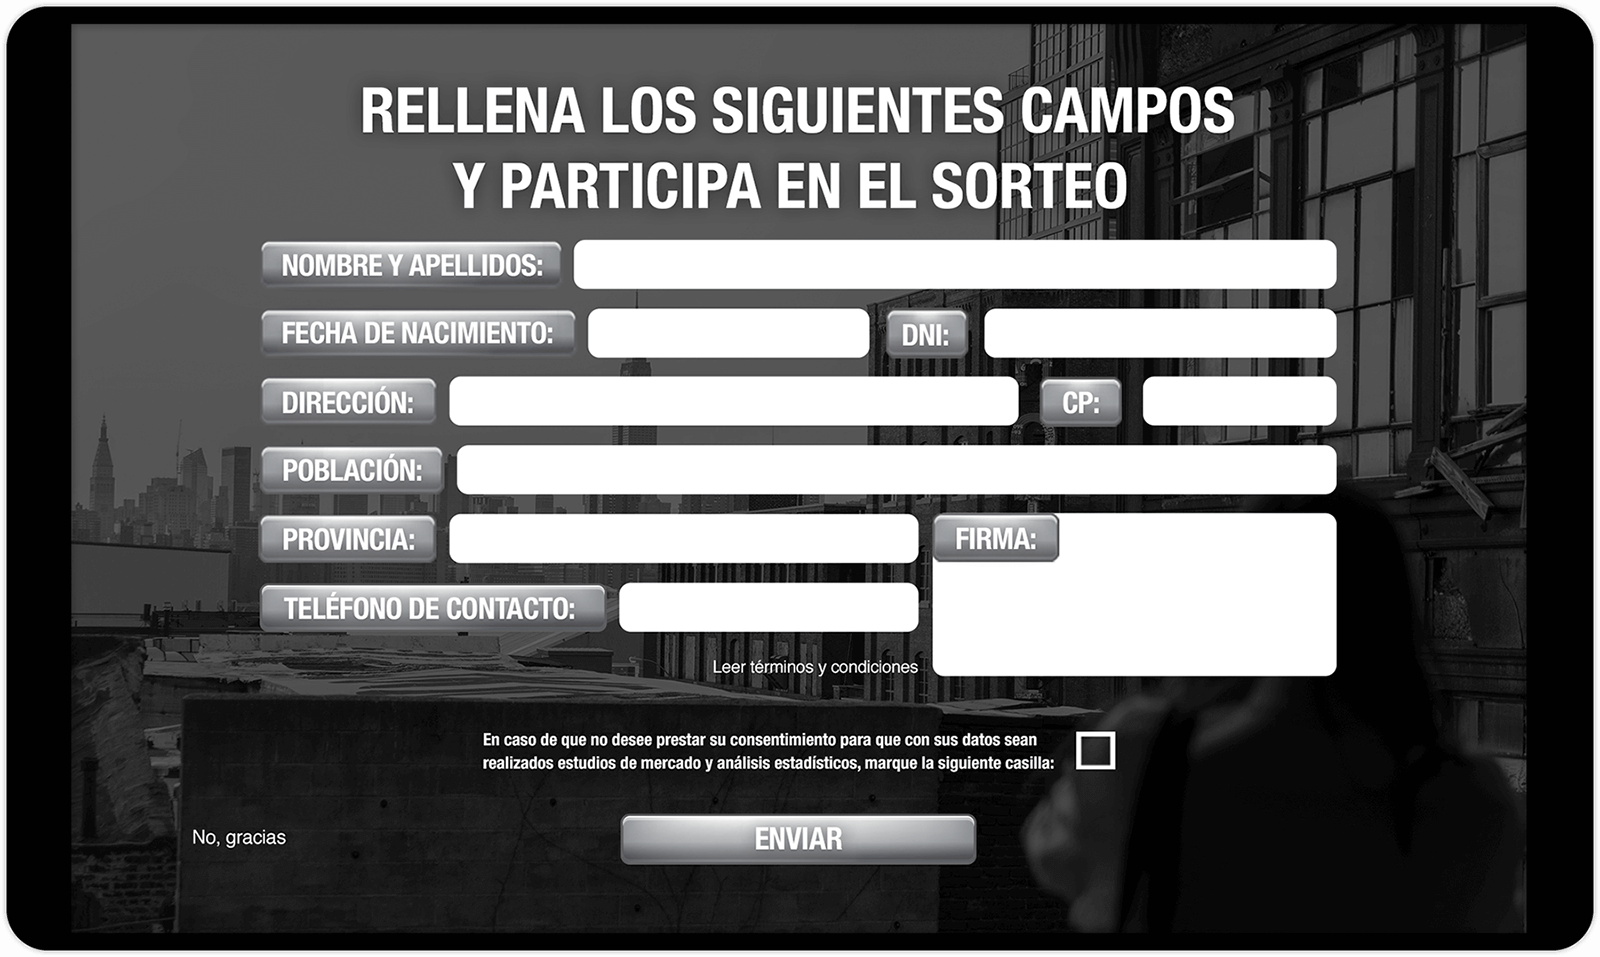 RELLENA LOS SIGUIENTES CAMPOS
Y PARTICIPA EN EL SORTEO
NOMBRE Y APELLIDOS:
FECHA DE NACIMIENTO:
DNI:
DIRECCIÓN:
CP:
POBLACIÓN:
PROVINCIA:
FIRMA:
TELÉFONO DE CONTACTO:
Leer términos y condiciones
En caso de que no desee prestar su consentimiento para que con sus datos sean
realizados estudios de mercado y análisis estadísticos, marque la siguiente casilla:
No, gracias
ENVIAR